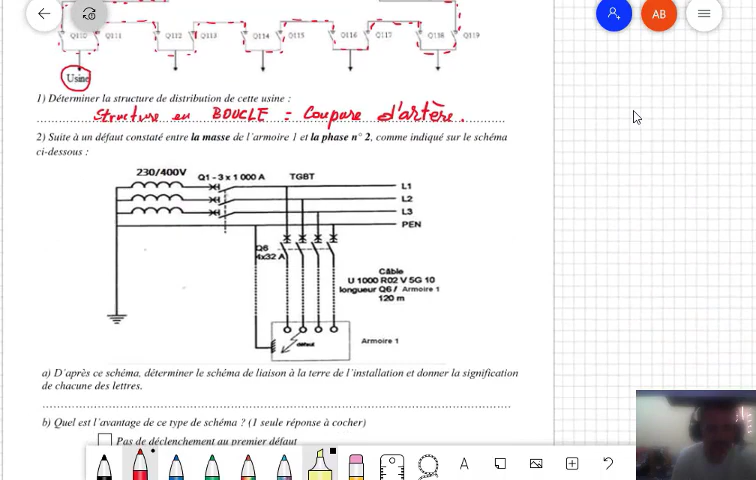 AB
Q110 Q111 Q112 Q113 Q114 Q115 Q116 Q117 Q118 Q119
Usine
1) Déterminer la structure de distribution de cette usine :
Structure en BOUCLE = Coupure d'artère.
2) Suite à un défaut constaté entre la masse de l'armoire 1 et la phase n° 2, comme indiqué sur le schéma
ci-dessous :
230/400V
Q1 - 3 x 1 000 A TGBT
L1
L2
L3
PEN
Q6
4x32 A
Câble
U 1000 R02 V 5G 10
longueur Q6 / Armoire 1
120 m
Armoire 1
défaut
a) D'après ce schéma, déterminer le schéma de liaison à la terre de l'installation et donner la signification
de chacune des lettres.
b) Quel est l'avantage de ce type de schéma ? (1 seule réponse à cocher)
Pas de déclenchement au premier défaut
A